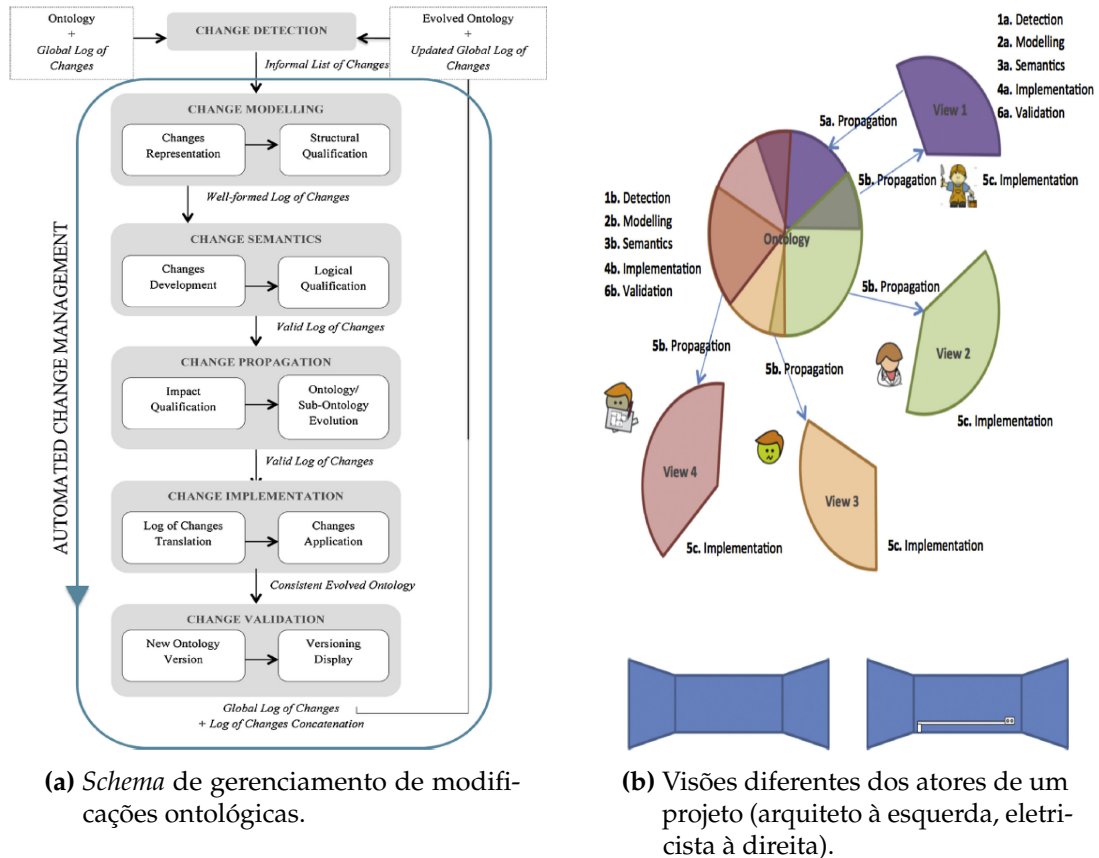 Ontology
+
Global Log of
Changes
CHANGE DETECTION
Evolved Ontology
+
Updated Global Log of
Changes
Informal List of Changes
CHANGE MODELLING
Changes
Representation
Structural
Qualification
Well-formed Log of Changes
CHANGE SEMANTICS
Changes
Development
Logical
Qualification
Valid Log of Changes
CHANGE PROPAGATION
Impact
Qualification
Ontology/
Sub-Ontology
Evolution
Valid Log of Changes
CHANGE IMPLEMENTATION
Log of Changes
Translation
Changes
Application
Consistent Evolved Ontology
CHANGE VALIDATION
New Ontology
Version
Versioning
Display
Global Log of Changes
+ Log of Changes Concatenation
AUTOMATED CHANGE MANAGEMENT
(a) Schema de gerenciamento de modifi-
cações ontológicas.
1a. Detection
2a. Modelling
3a. Semantics
4a. Implementation
6a. Validation
View 1
5a. Propagation
5b. Propagation
5c. Implementation
1b. Detection
2b. Modelling
3b. Semantics
4b. Implementation
6b. Validation
Ontology
5b. Propagation
View 2
5c. Implementation
5b. Propagation
5b. Propagation
View 4
View 3
5c. Implementation
5c. Implementation
(b) Visões diferentes dos atores de um
projeto (arquiteto à esquerda, eletri-
cista à direita).